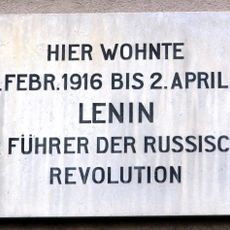 HIER WOHNTE
.FEBR.1916 BIS 2.APRIL
LENIN
FÜHRER DER RUSSISC
REVOLUTION